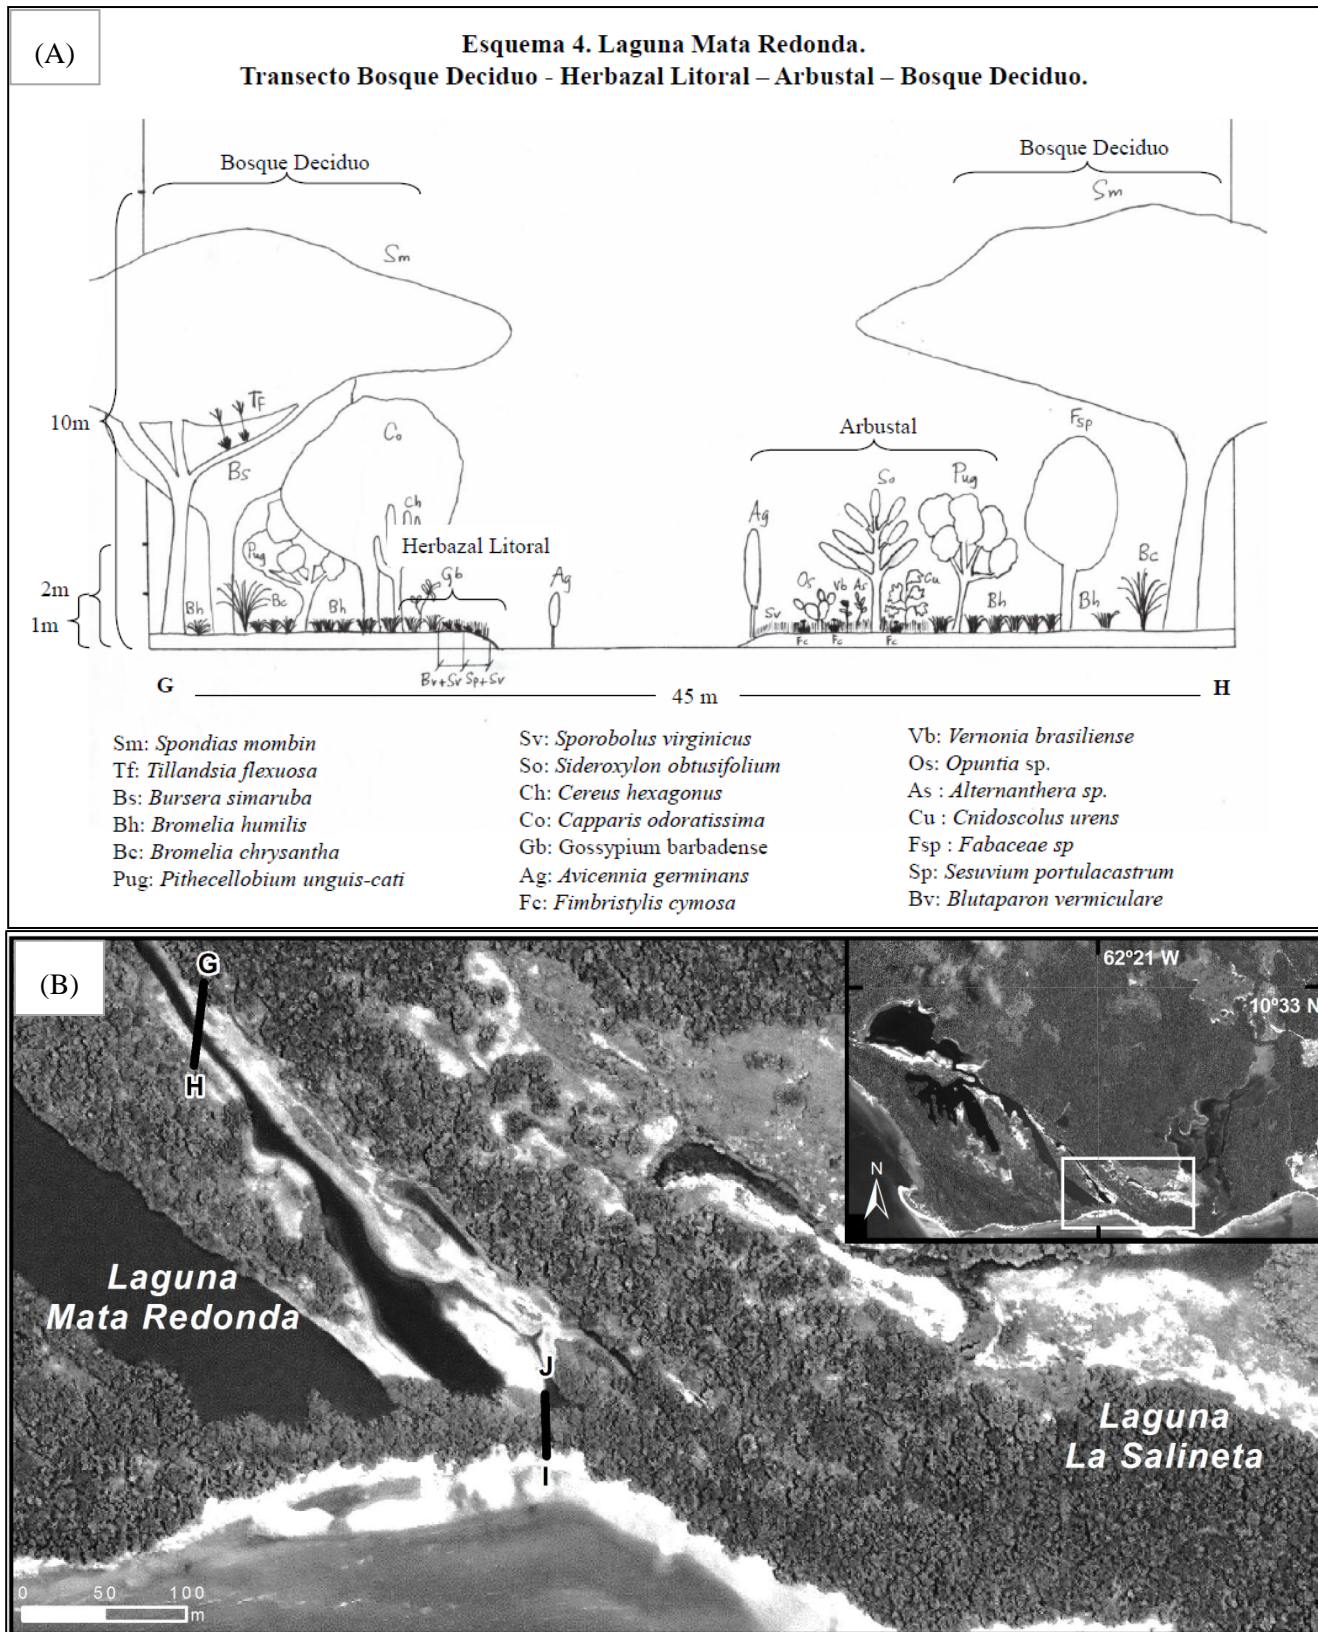 (A)
Esquema 4. Laguna Mata Redonda.
Transecto Bosque Deciduo - Herbazal Litoral – Arbustal – Bosque Deciduo.
Bosque Deciduo
Bosque Deciduo
Sm
Sm
Tf
10m
Co
Fsp
Arbustal
Bs
So
Pug
Ch
Ag
Herbazal Litoral
Pug
Gb
Ag
Bc
2m
Os
Vb
As
Cu
Bh
Bc
Bh
Bh
Bh
1m
Sv
Fc
Fc
Fc
Bv+Sv
Sp+Sv
G
45 m
H
Sm: Spondias mombin
Tf: Tillandsia flexuosa
Bs: Bursera simaruba
Bh: Bromelia humilis
Bc: Bromelia chrysantha
Pug: Pithecellobium unguis-cati
Sv: Sporobolus virginicus
So: Sideroxylon obtusifolium
Ch: Cereus hexagonus
Co: Capparis odoratissima
Gb: Gossypium barbadense
Ag: Avicennia germinans
Fc: Fimbristylis cymosa
Vb: Vernonia brasiliense
Os: Opuntia sp.
As : Alternanthera sp.
Cu : Cnidoscolus urens
Fsp : Fabaceae sp
Sp: Sesuvium portulacastrum
Bv: Blutaparon vermiculare
(B)
G
H
62º21 W
10º33 N
N
Laguna
Mata Redonda
J
I
Laguna
La Salineta
0 50 100
m